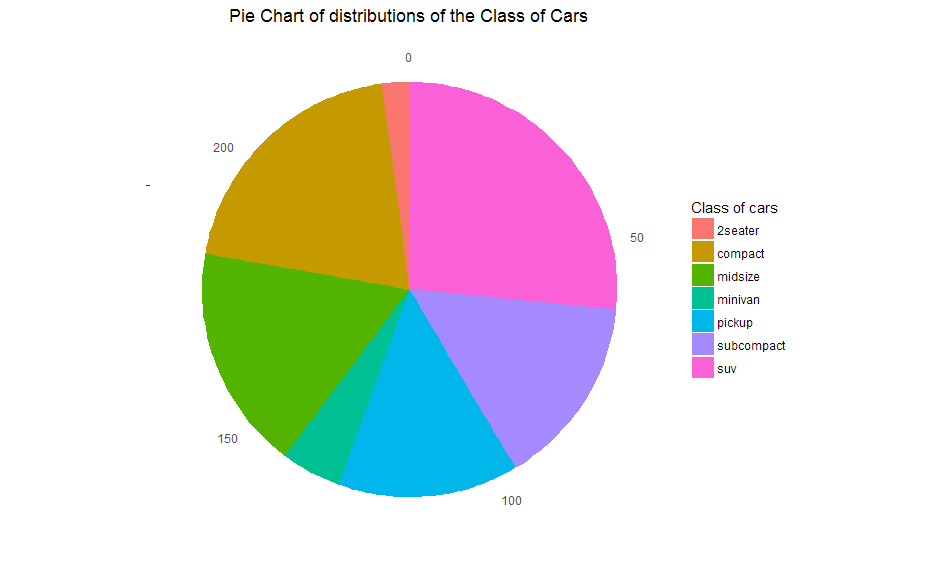 Pie Chart of distributions of the Class of Cars
0
200
50
150
100
Class of cars
2seater
compact
midsize
minivan
pickup
subcompact
suv